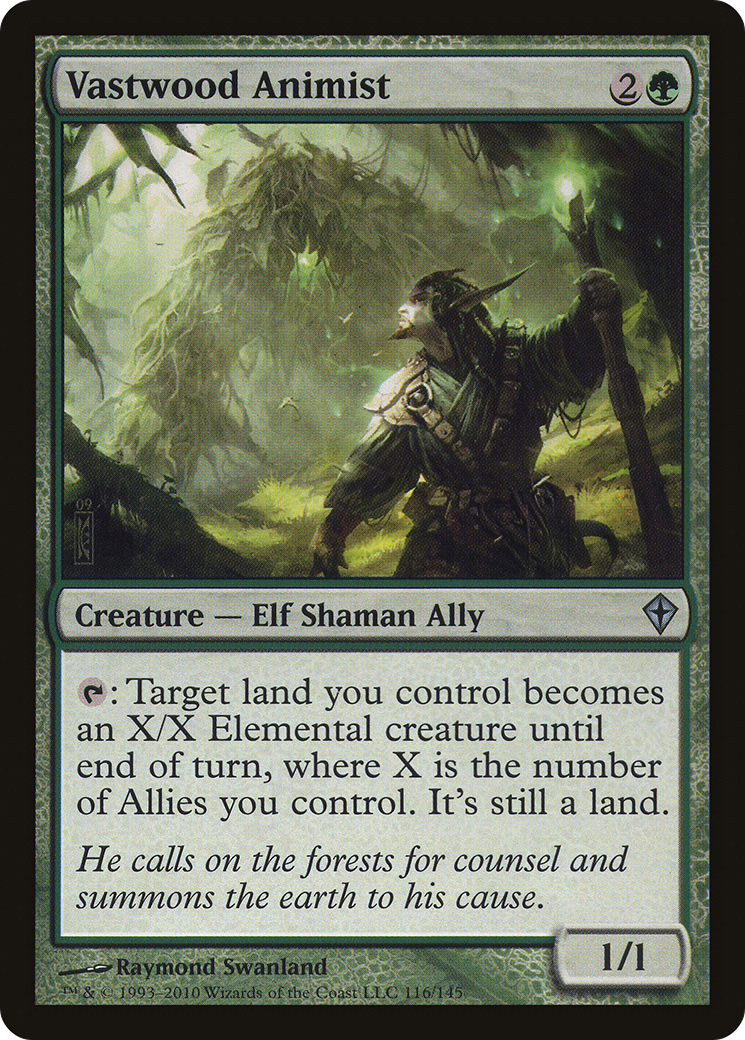 Vastwood Animist
2
09
Creature — Elf Shaman Ally
: Target land you control becomes
an X/X Elemental creature until
end of turn, where X is the number
of Allies you control. It's still a land.
He calls on the forests for counsel and
summons the earth to his cause.
1/1
Raymond Swanland
™ & © 1993–2010 Wizards of the Coast LLC 116/145